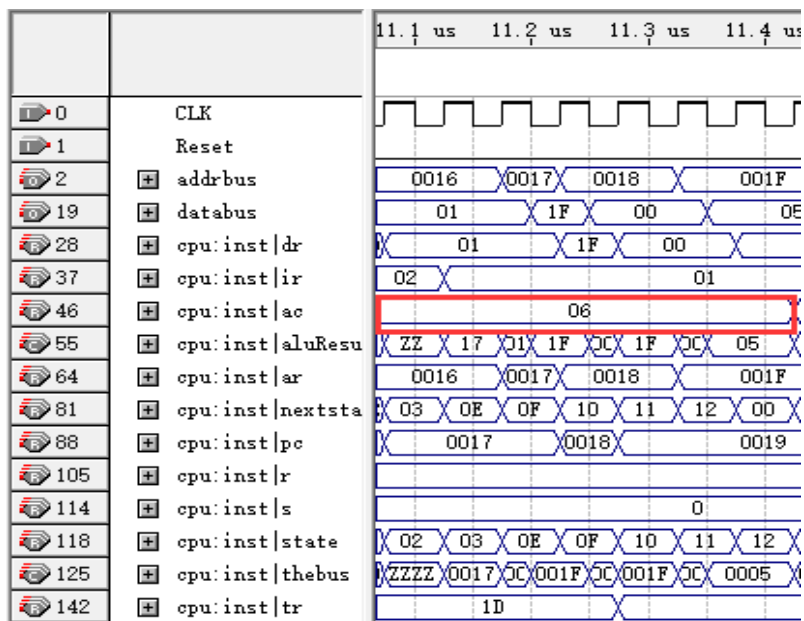 11.1 us 11.2 us 11.3 us 11.4 us
0 CLK
1 Reset
2 addrbus 0016 0017 0018 001F
19 databus 01 1F 00 05
28 cpu:inst|dr 01 1F 00
37 cpu:inst|ir 02 01
46 cpu:inst|ac 06
55 cpu:inst|aluResu ZZ 17 01 1F 1F 05
64 cpu:inst|ar 0016 0017 0018 001F
81 cpu:inst|nextsta 03 0E 0F 10 11 12 00
88 cpu:inst|pc 0017 0018 0019
105 cpu:inst|r
114 cpu:inst|s 0
118 cpu:inst|state 02 03 0E 0F 10 11 12
125 cpu:inst|thebus ZZZZ 0017 001F 001F 0005
142 cpu:inst|tr 1D